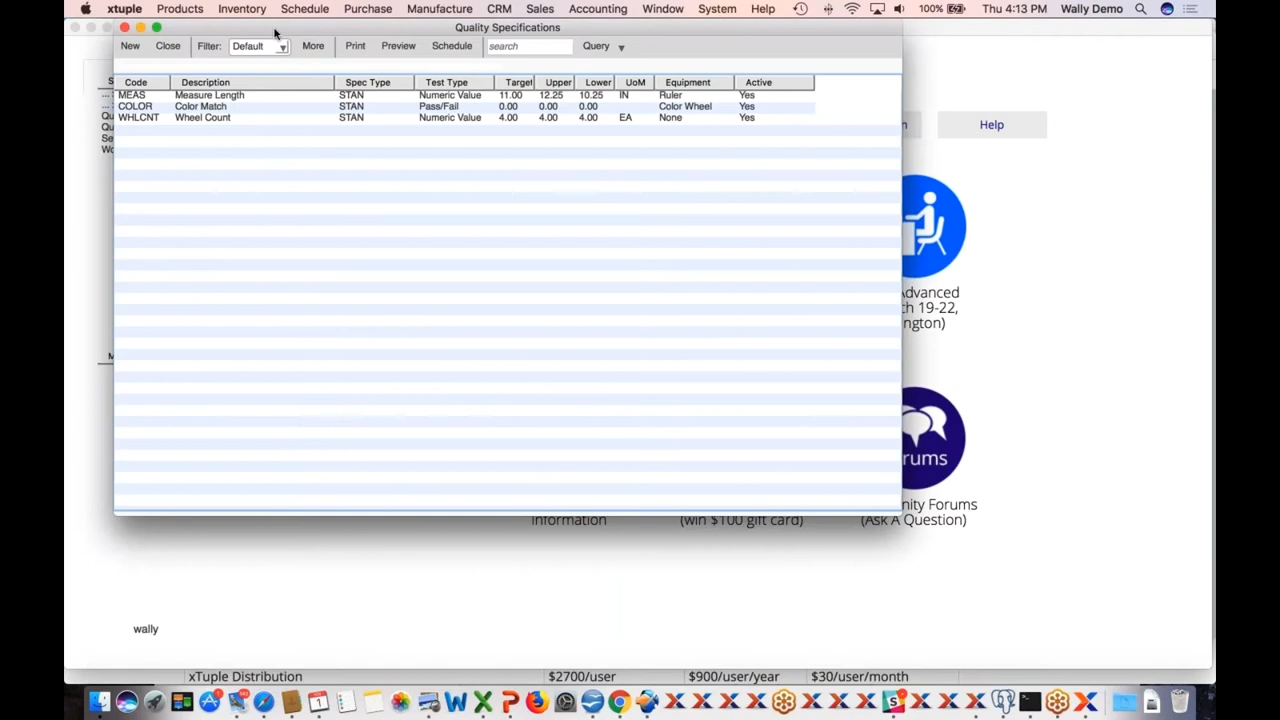 xtuple Products Inventory Schedule Purchase Manufacture CRM Sales Accounting Window System Help 100% Thu 4:13 PM Wally Demo
Quality Specifications
New Close Filter: Default More Print Preview Schedule search Query
Code Description Spec Type Test Type Target Upper Lower UoM Equipment Active
MEAS Measure Length STAN Numeric Value 11.00 12.25 10.25 IN Ruler Yes
COLOR Color Match STAN Pass/Fail 0.00 0.00 0.00 Color Wheel Yes
WHLCNT Wheel Count STAN Numeric Value 4.00 4.00 4.00 EA None Yes
Help
Advanced
19-22,
Information
(win $100 gift card)
Forums
(Ask A Question)
wally
xTuple Distribution $2700/user $900/user/year $30/user/month